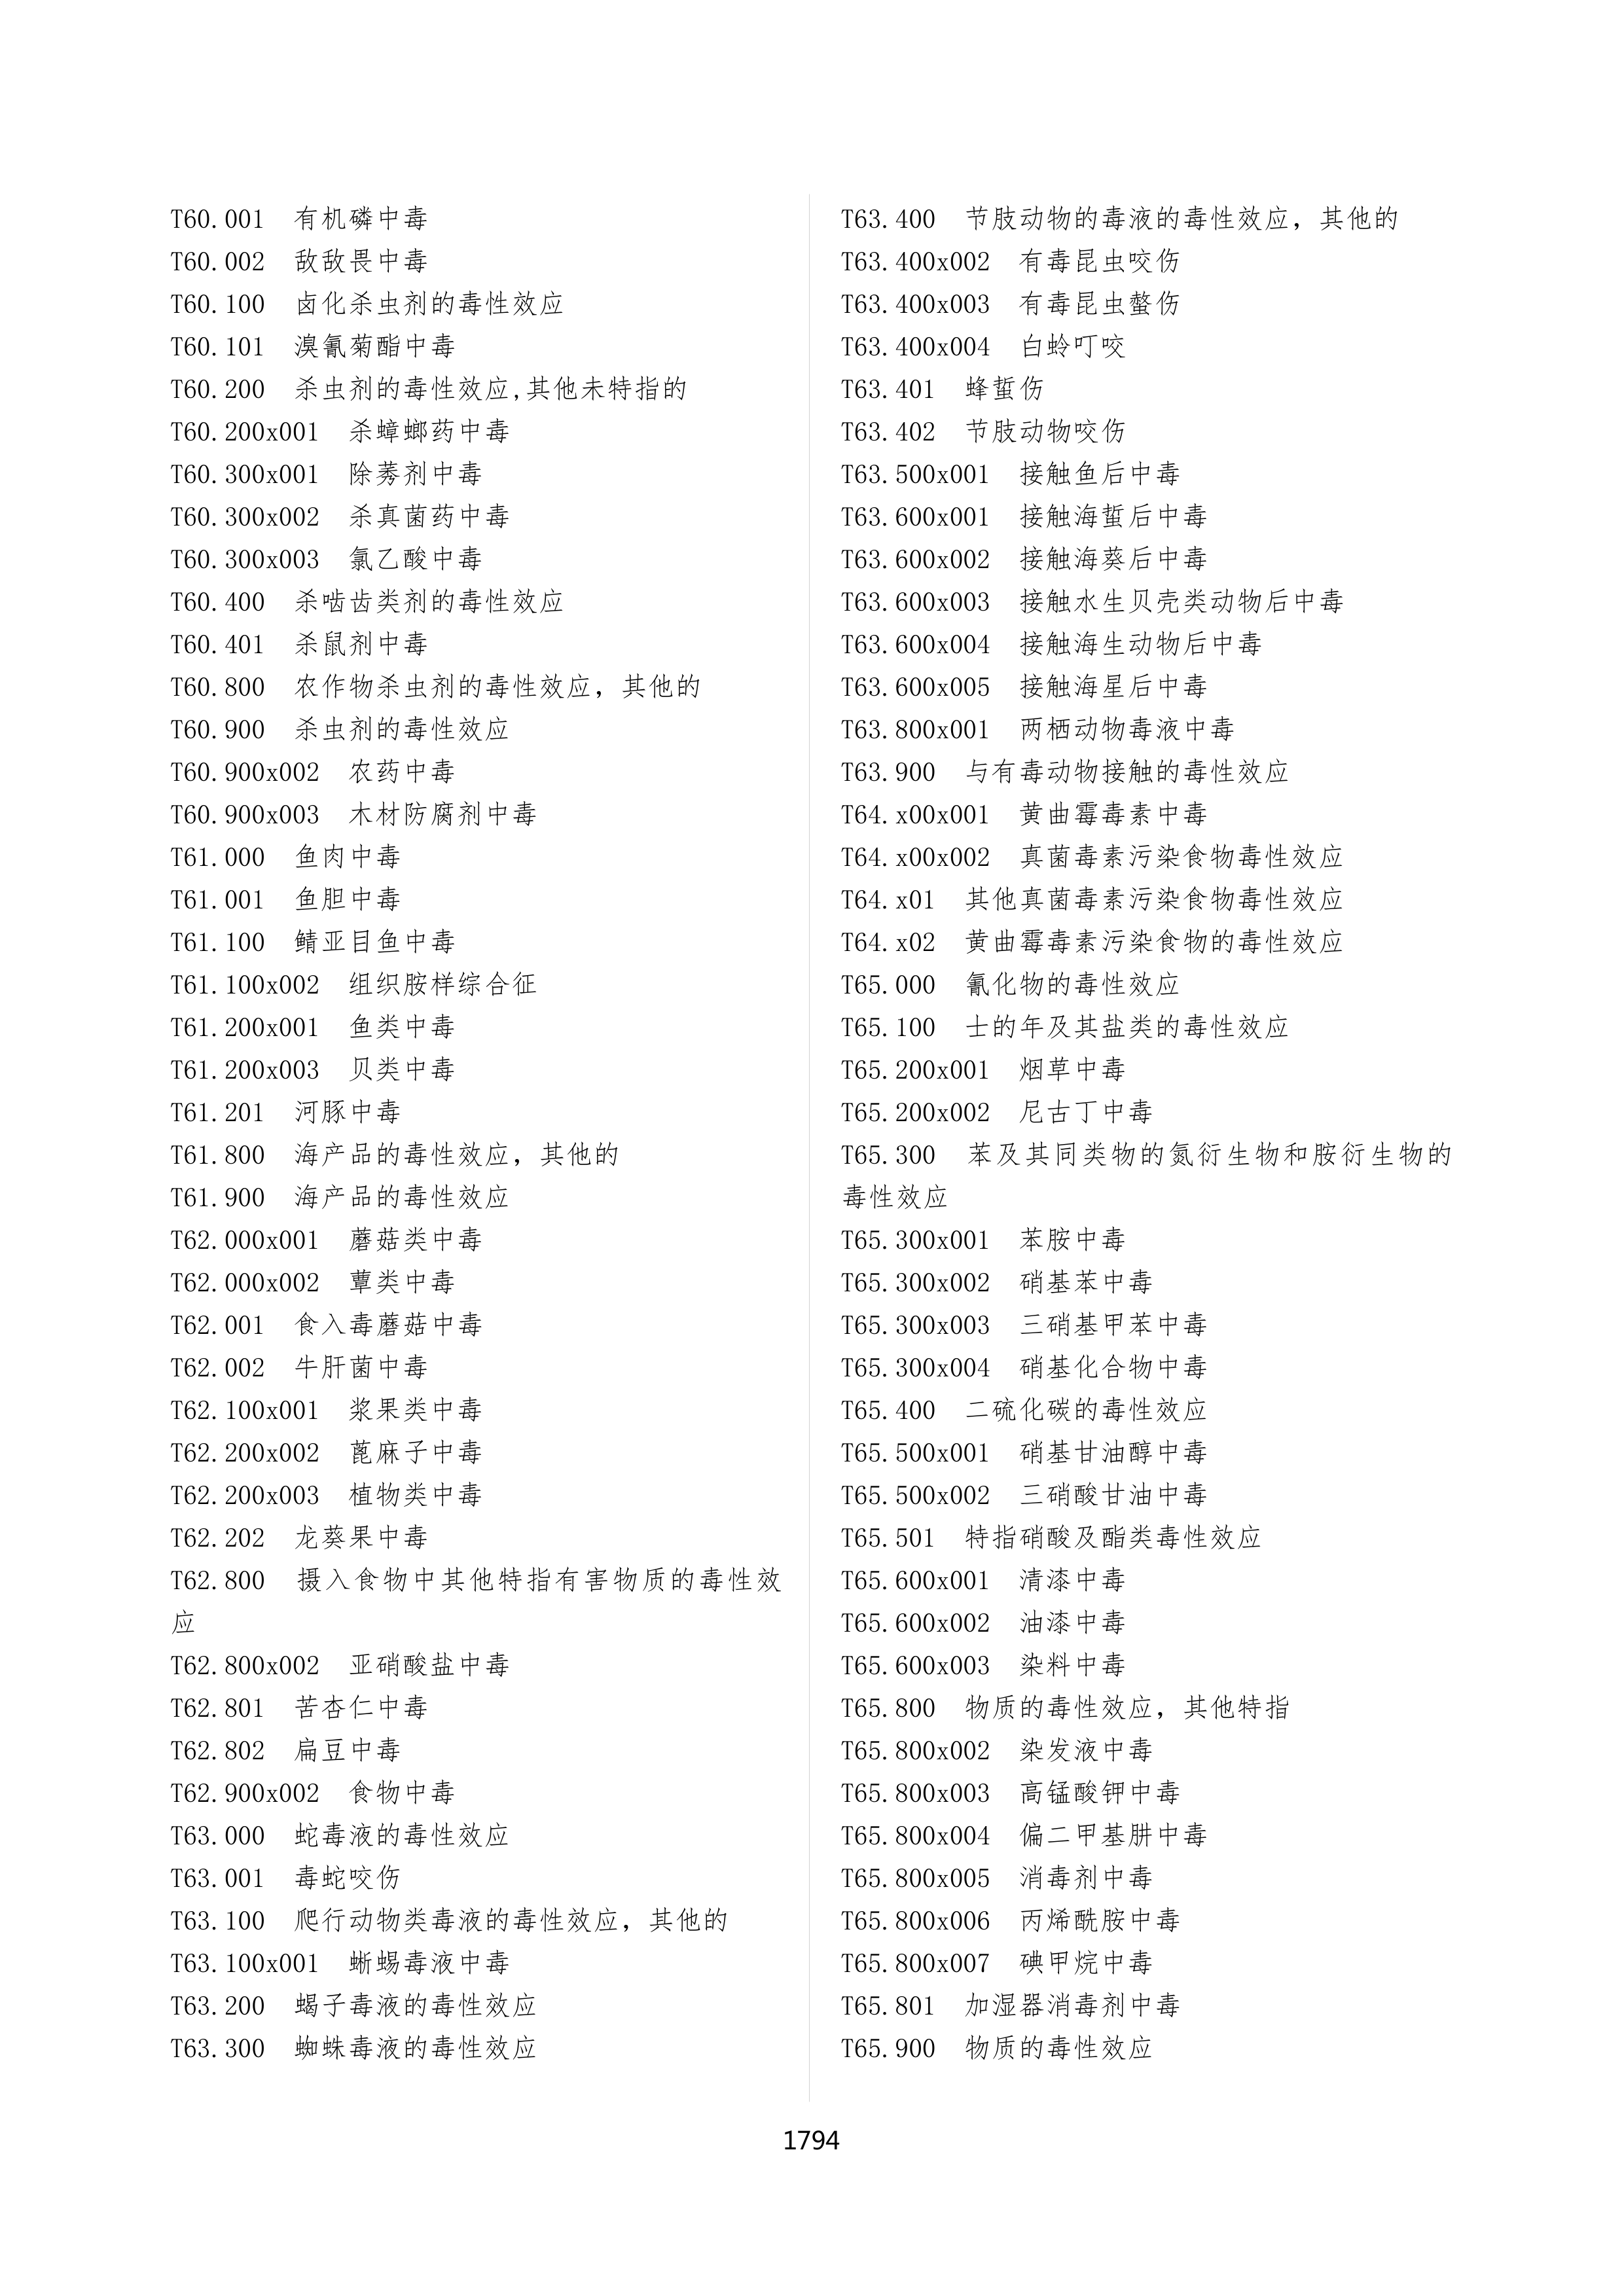 T60.001 有机磷中毒
T60.002 敌敌畏中毒
T60.100 卤化杀虫剂的毒性效应
T60.101 溴氰菊酯中毒
T60.200 杀虫剂的毒性效应,其他未特指的
T60.200x001 杀蟑螂药中毒
T60.300x001 除莠剂中毒
T60.300x002 杀真菌药中毒
T60.300x003 氯乙酸中毒
T60.400 杀啮齿类剂的毒性效应
T60.401 杀鼠剂中毒
T60.800 农作物杀虫剂的毒性效应，其他的
T60.900 杀虫剂的毒性效应
T60.900x002 农药中毒
T60.900x003 木材防腐剂中毒
T61.000 鱼肉中毒
T61.001 鱼胆中毒
T61.100 鲭亚目鱼中毒
T61.100x002 组织胺样综合征
T61.200x001 鱼类中毒
T61.200x003 贝类中毒
T61.201 河豚中毒
T61.800 海产品的毒性效应，其他的
T61.900 海产品的毒性效应
T62.000x001 蘑菇类中毒
T62.000x002 蕈类中毒
T62.001 食入毒蘑菇中毒
T62.002 牛肝菌中毒
T62.100x001 浆果类中毒
T62.200x002 蓖麻子中毒
T62.200x003 植物类中毒
T62.202 龙葵果中毒
T62.800 摄入食物中其他特指有害物质的毒性效
应
T62.800x002 亚硝酸盐中毒
T62.801 苦杏仁中毒
T62.802 扁豆中毒
T62.900x002 食物中毒
T63.000 蛇毒液的毒性效应
T63.001 毒蛇咬伤
T63.100 爬行动物类毒液的毒性效应，其他的
T63.100x001 蜥蜴毒液中毒
T63.200 蝎子毒液的毒性效应
T63.300 蜘蛛毒液的毒性效应
T63.400 节肢动物的毒液的毒性效应，其他的
T63.400x002 有毒昆虫咬伤
T63.400x003 有毒昆虫螫伤
T63.400x004 白蛉叮咬
T63.401 蜂蜇伤
T63.402 节肢动物咬伤
T63.500x001 接触鱼后中毒
T63.600x001 接触海蜇后中毒
T63.600x002 接触海葵后中毒
T63.600x003 接触水生贝壳类动物后中毒
T63.600x004 接触海生动物后中毒
T63.600x005 接触海星后中毒
T63.800x001 两栖动物毒液中毒
T63.900 与有毒动物接触的毒性效应
T64.x00x001 黄曲霉毒素中毒
T64.x00x002 真菌毒素污染食物毒性效应
T64.x01 其他真菌毒素污染食物毒性效应
T64.x02 黄曲霉毒素污染食物的毒性效应
T65.000 氰化物的毒性效应
T65.100 士的年及其盐类的毒性效应
T65.200x001 烟草中毒
T65.200x002 尼古丁中毒
T65.300 苯及其同类物的氮衍生物和胺衍生物的
毒性效应
T65.300x001 苯胺中毒
T65.300x002 硝基苯中毒
T65.300x003 三硝基甲苯中毒
T65.300x004 硝基化合物中毒
T65.400 二硫化碳的毒性效应
T65.500x001 硝基甘油醇中毒
T65.500x002 三硝酸甘油中毒
T65.501 特指硝酸及酯类毒性效应
T65.600x001 清漆中毒
T65.600x002 油漆中毒
T65.600x003 染料中毒
T65.800 物质的毒性效应，其他特指
T65.800x002 染发液中毒
T65.800x003 高锰酸钾中毒
T65.800x004 偏二甲基肼中毒
T65.800x005 消毒剂中毒
T65.800x006 丙烯酰胺中毒
T65.800x007 碘甲烷中毒
T65.801 加湿器消毒剂中毒
T65.900 物质的毒性效应
1794